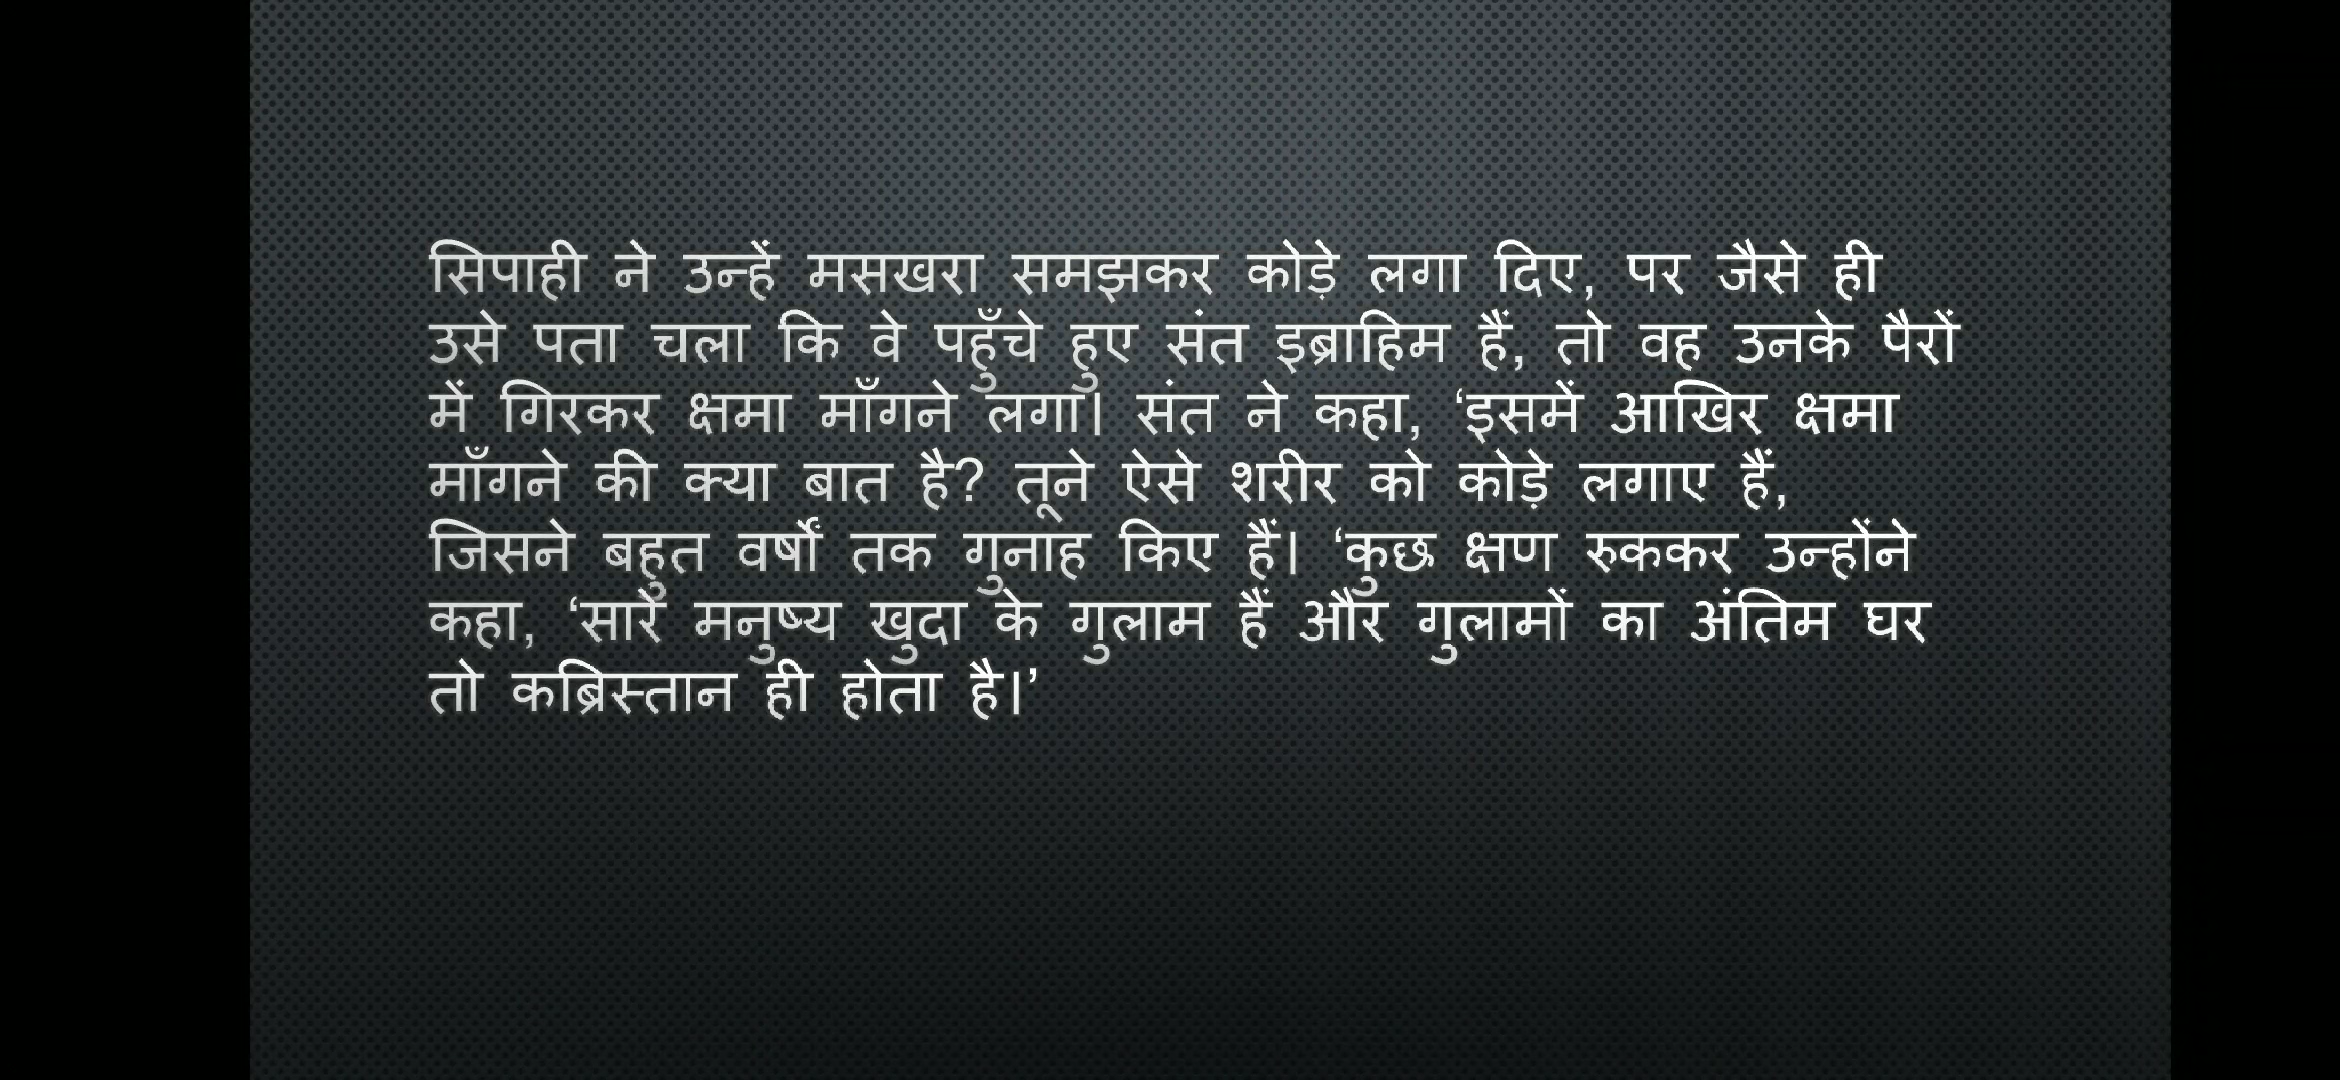 सिपाही ने उन्हें मसखरा समझकर कोड़े लगा दिए, पर जैसे ही
उसे पता चला कि वे पहुँचे हुए संत इब्राहिम हैं, तो वह उनके पैरों
में गिरकर क्षमा माँगने लगा। संत ने कहा, ‘इसमें आखिर क्षमा
माँगने की क्या बात है? तूने ऐसे शरीर को कोड़े लगाए हैं,
जिसने बहुत वर्षों तक गुनाह किए हैं। ‘कुछ क्षण रुककर उन्होंने
कहा, ‘सारे मनुष्य खुदा के गुलाम हैं और गुलामों का अंतिम घर
तो कब्रिस्तान ही होता है।’